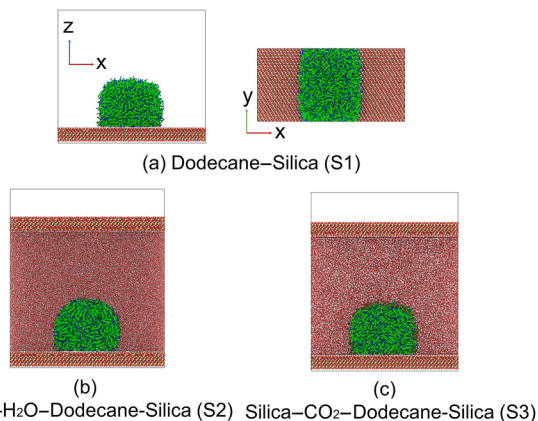 z
x
y
x
(a) Dodecane–Silica (S1)
(b)
-H₂O–Dodecane-Silica (S2)
(c)
Silica–CO₂–Dodecane-Silica (S3)